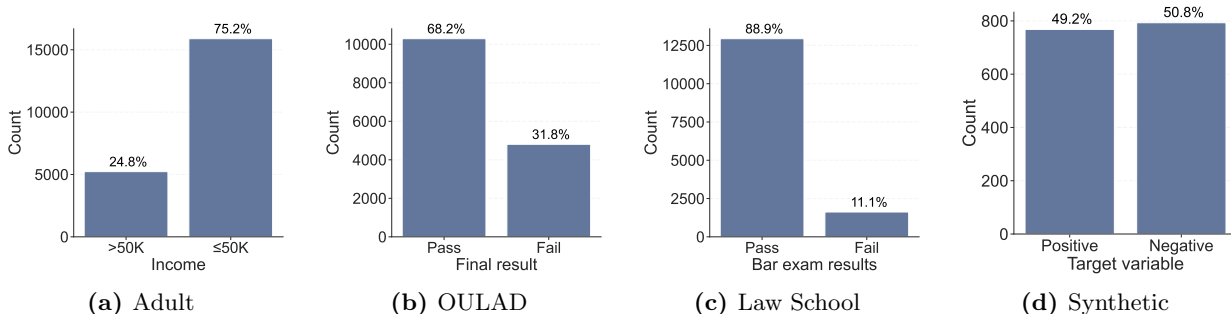 75.2%
15000
10000
5000
0
24.8%
Count
>50K
≤50K
Income
(a) Adult
68.2%
10000
8000
6000
4000
2000
0
31.8%
Count
Pass
Fail
Final result
(b) OULAD
88.9%
12500
10000
7500
5000
2500
0
11.1%
Count
Pass
Fail
Bar exam results
(c) Law School
49.2%
50.8%
800
600
400
200
0
Count
Positive
Negative
Target variable
(d) Synthetic